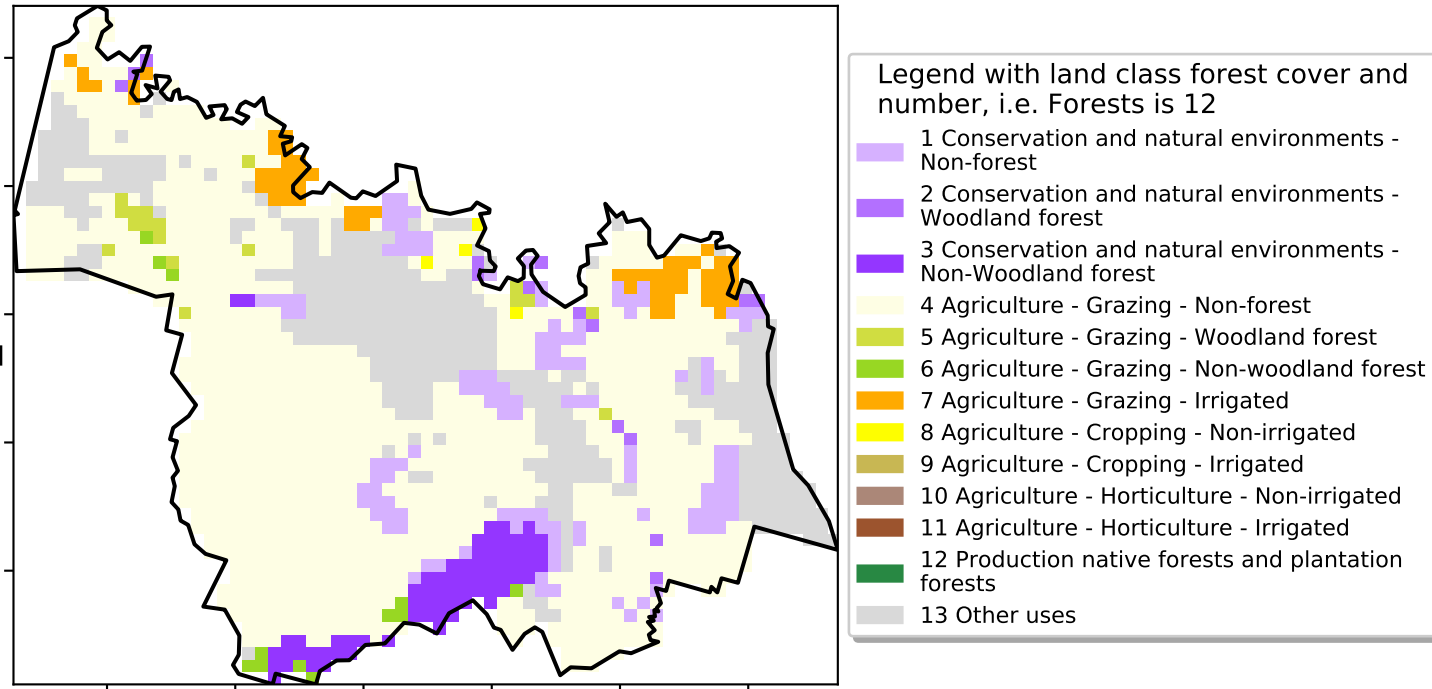 Legend with land class forest cover and
number, i.e. Forests is 12
1 Conservation and natural environments -
Non-forest
2 Conservation and natural environments -
Woodland forest
3 Conservation and natural environments -
Non-Woodland forest
4 Agriculture - Grazing - Non-forest
5 Agriculture - Grazing - Woodland forest
6 Agriculture - Grazing - Non-woodland forest
7 Agriculture - Grazing - Irrigated
8 Agriculture - Cropping - Non-irrigated
9 Agriculture - Cropping - Irrigated
10 Agriculture - Horticulture - Non-irrigated
11 Agriculture - Horticulture - Irrigated
12 Production native forests and plantation
forests
13 Other uses